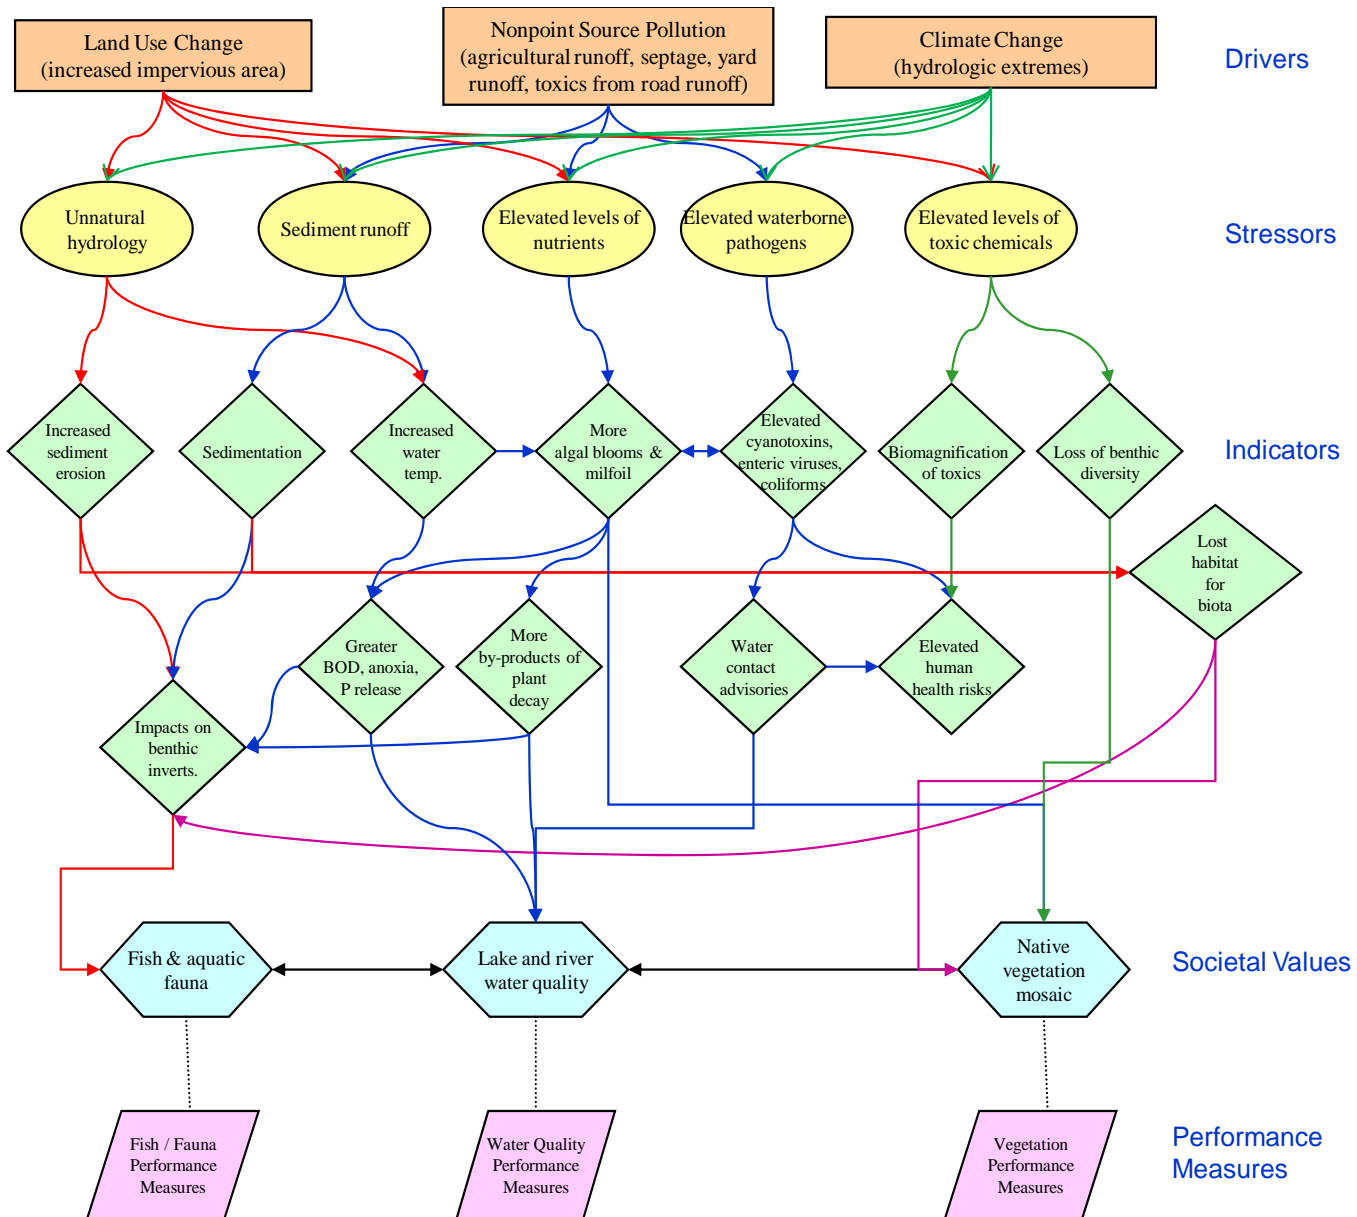 Land Use Change
(increased impervious area)
Nonpoint Source Pollution
(agricultural runoff, septage, yard
runoff, toxics from road runoff)
Climate Change
(hydrologic extremes)
Drivers
Unnatural
hydrology
Sediment runoff
Elevated levels of
nutrients
Elevated waterborne
pathogens
Elevated levels of
toxic chemicals
Stressors
Increased
sediment
erosion
Sedimentation
Increased
water
temp.
More
algal blooms &
milfoil
Elevated
cyanotoxins,
enteric viruses,
coliforms
Biomagnification
of toxics
Loss of benthic
diversity
Indicators
Lost
habitat
for
biota
Greater
BOD, anoxia,
P release
More
by-products of
plant
decay
Water
contact
advisories
Elevated
human
health risks
Impacts on
benthic
inverts.
Fish & aquatic
fauna
Lake and river
water quality
Native
vegetation
mosaic
Societal Values
Fish / Fauna
Performance
Measures
Water Quality
Performance
Measures
Vegetation
Performance
Measures
Performance
Measures